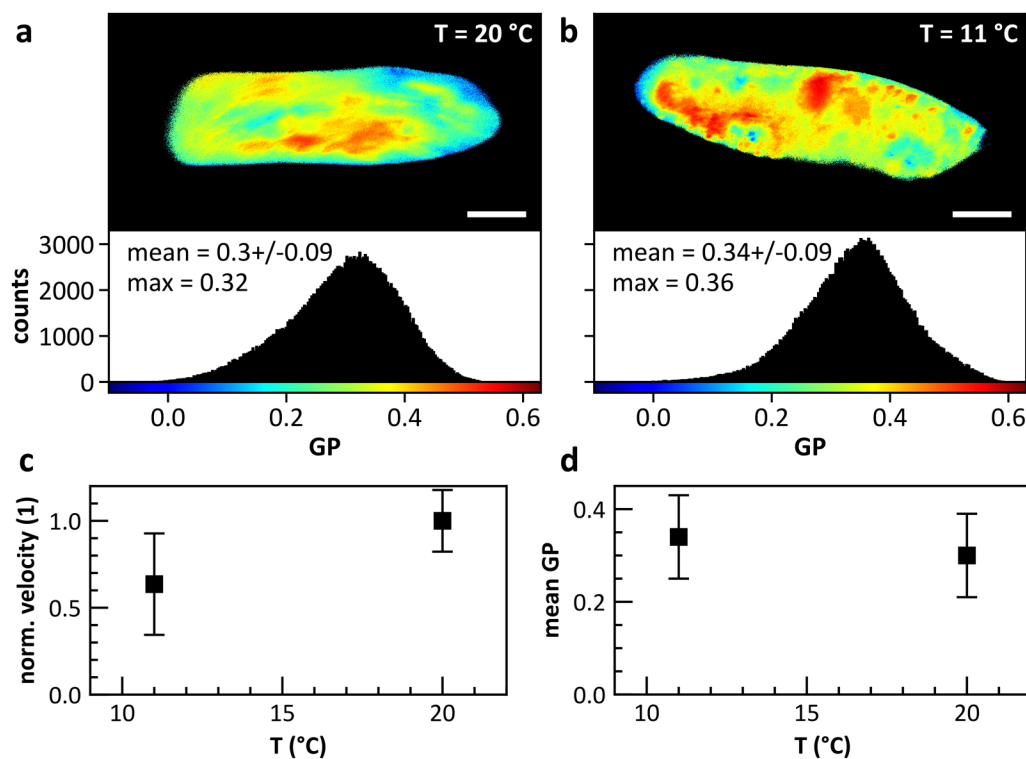 a
T = 20 °C
b
T = 11 °C
3000
2000
1000
0
counts
mean = 0.3+/-0.09
max = 0.32
mean = 0.34+/-0.09
max = 0.36
0.0 0.2 0.4 0.6
GP
0.0 0.2 0.4 0.6
GP
c
1.0
0.5
0.0
norm. velocity (1)
10 15 20
T (°C)
d
0.4
0.2
0.0
mean GP
10 15 20
T (°C)